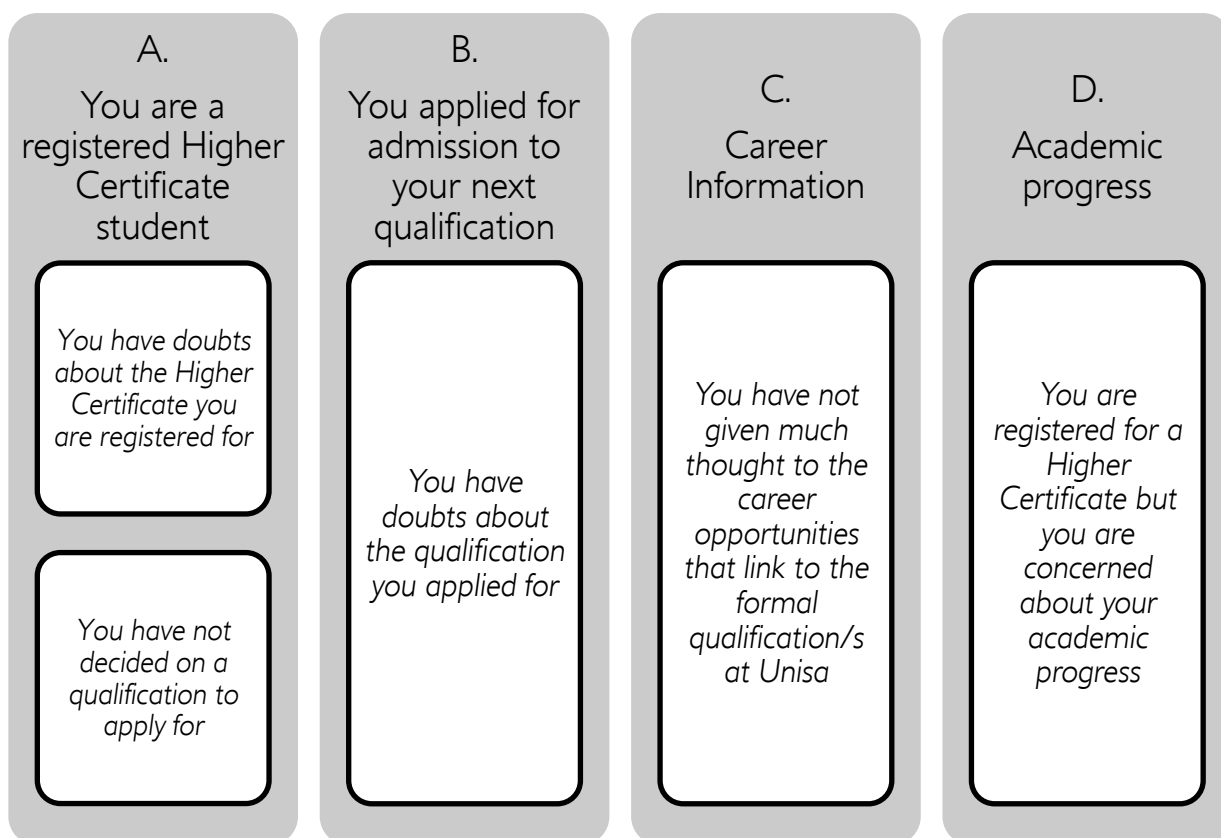 A.
You are a
registered Higher
Certificate
student
You have doubts
about the Higher
Certificate you
are registered for
You have not
decided on a
qualification to
apply for
B.
You applied for
admission to
your next
qualification
You have
doubts about
the qualification
you applied for
C.
Career
Information
You have not
given much
thought to the
career
opportunities
that link to the
formal
qualification/s
at Unisa
D.
Academic
progress
You are
registered for a
Higher
Certificate but
you are
concerned
about your
academic
progress